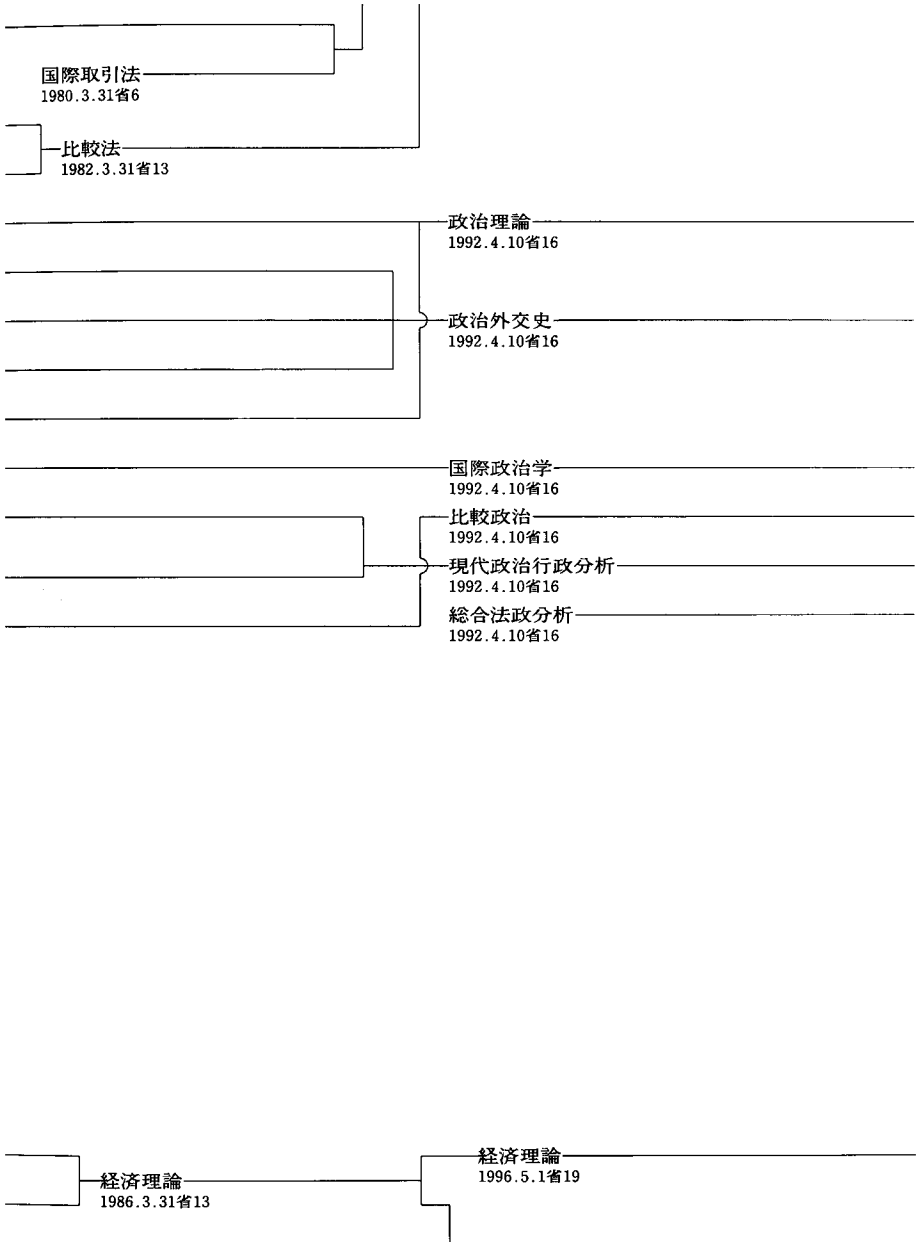 国際取引法
1980.3.31省6
比較法
1982.3.31省13
政治理論
1992.4.10省16
政治外交史
1992.4.10省16
国際政治学
1992.4.10省16
比較政治
1992.4.10省16
現代政治行政分析
1992.4.10省16
総合法政分析
1992.4.10省16
経済理論
1996.5.1省19
経済理論
1986.3.31省13